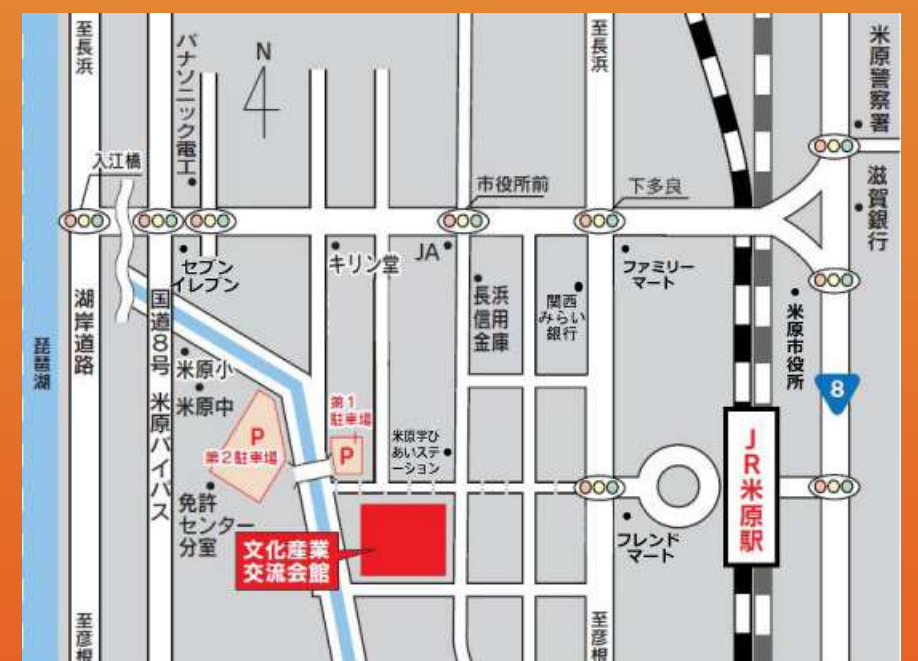 至長浜
パナソニック電工
N
至長浜
米原警察署
入江橋
市役所前
下多良
滋賀銀行
セブン
イレブン
キリン堂
JA
ファミリー
マート
長浜
信用
金庫
関西
みらい
銀行
米原市役所
琵琶湖
湖岸道路
国道8号 米原バイパス
米原小
米原中
8
P
第2駐車場
第1
駐車場
P
米原学び
あいステ
ーション
JR米原駅
免許
センター
分室
文化産業
交流会館
フレンド
マート
至彦根
至彦根